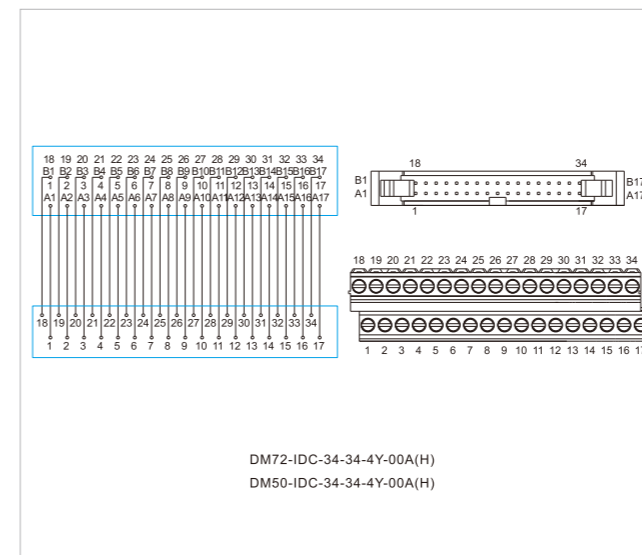 18 19 20 21 22 23 24 25 26 27 28 29 30 31 32 33 34
B1 B2 B3 B4 B5 B6 B7 B8 B9 B10 B11 B12 B13 B14 B15 B16 B17
1 2 3 4 5 6 7 8 9 10 11 12 13 14 15 16 17
A1 A2 A3 A4 A5 A6 A7 A8 A9 A10 A11 A12 A13 A14 A15 A16 A17
18 19 20 21 22 23 24 25 26 27 28 29 30 31 32 33 34
1 2 3 4 5 6 7 8 9 10 11 12 13 14 15 16 17
18 34
B1 B17
A1 A17
1 17
18 19 20 21 22 23 24 25 26 27 28 29 30 31 32 33 34
1 2 3 4 5 6 7 8 9 10 11 12 13 14 15 16 17
DM72-IDC-34-34-4Y-00A(H)
DM50-IDC-34-34-4Y-00A(H)